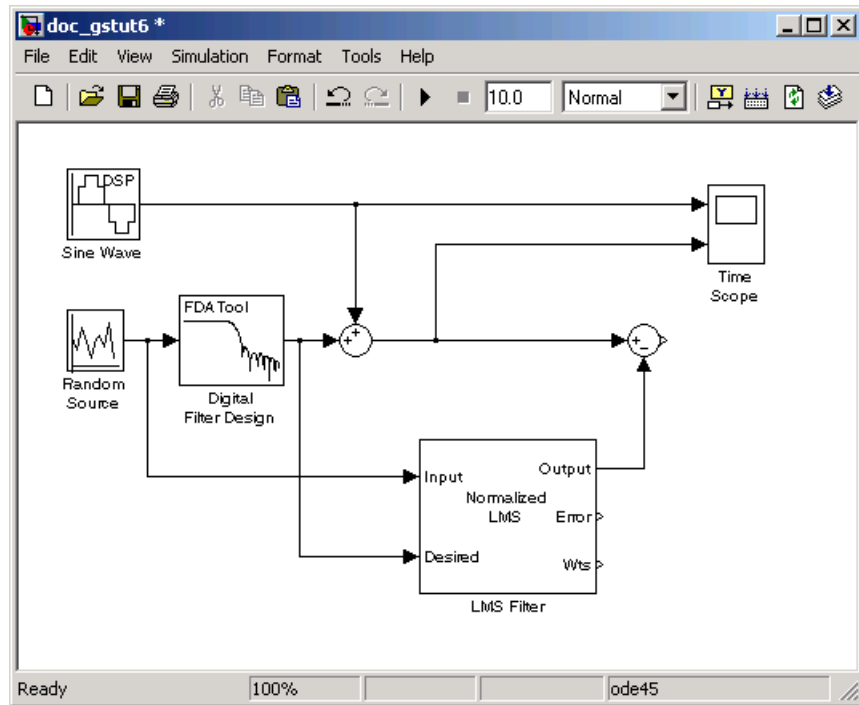 doc_gstut6 *
File Edit View Simulation Format Tools Help
10.0 Normal
DSP
Sine Wave
Time
Scope
FDATool
Random
Source
Digital
Filter Design
+ +
+ −
Input
Output
Normalized
LMS
Error
Desired
Wts
LMS Filter
Ready 100% ode45